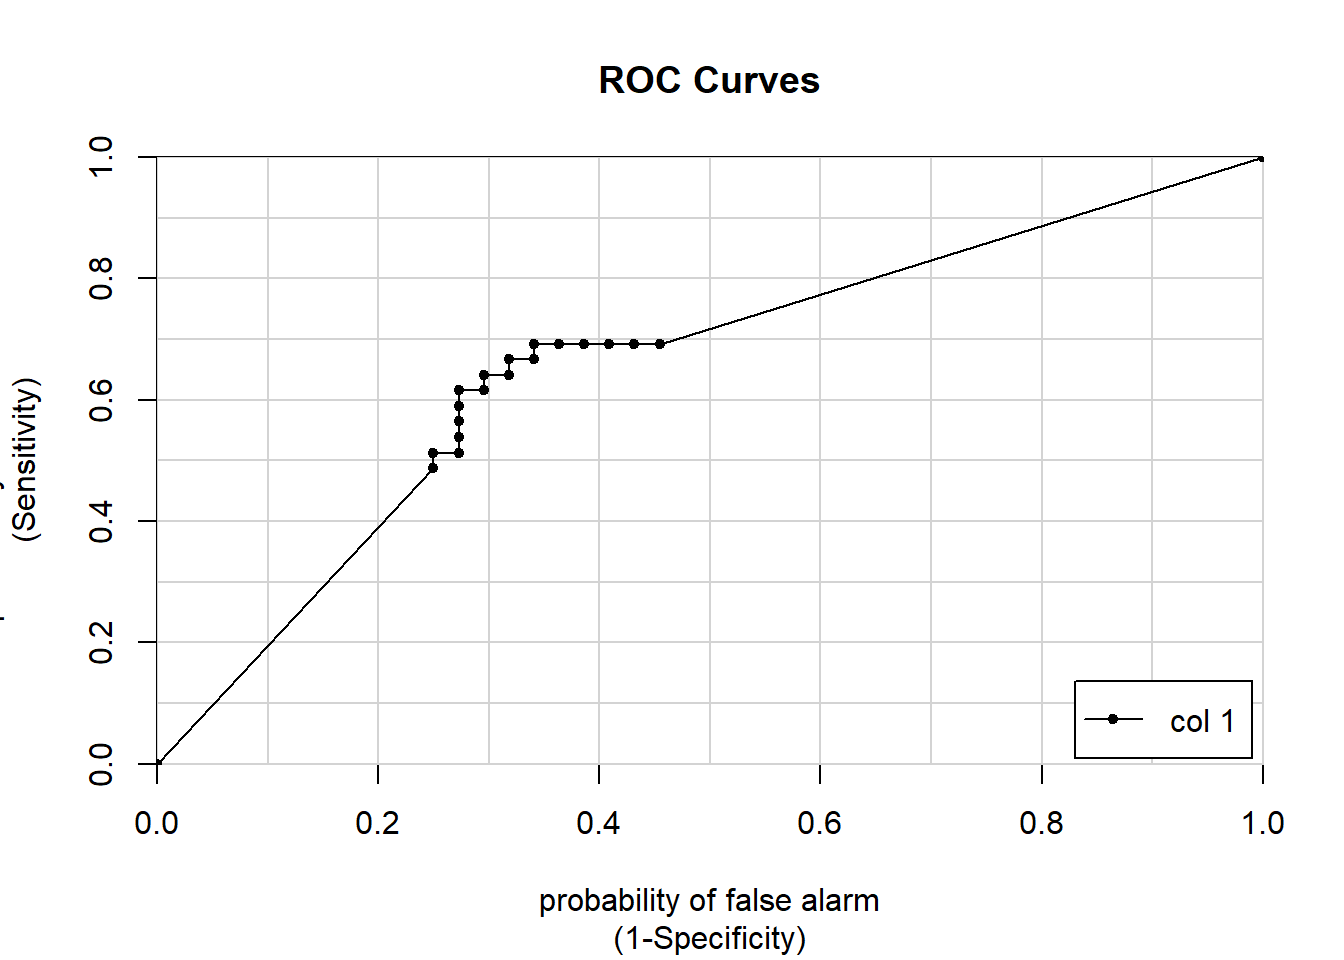 ROC Curves
1.0
0.8
0.6
0.4
0.2
0.0
(Sensitivity)
col 1
0.0 0.2 0.4 0.6 0.8 1.0
probability of false alarm
(1-Specificity)